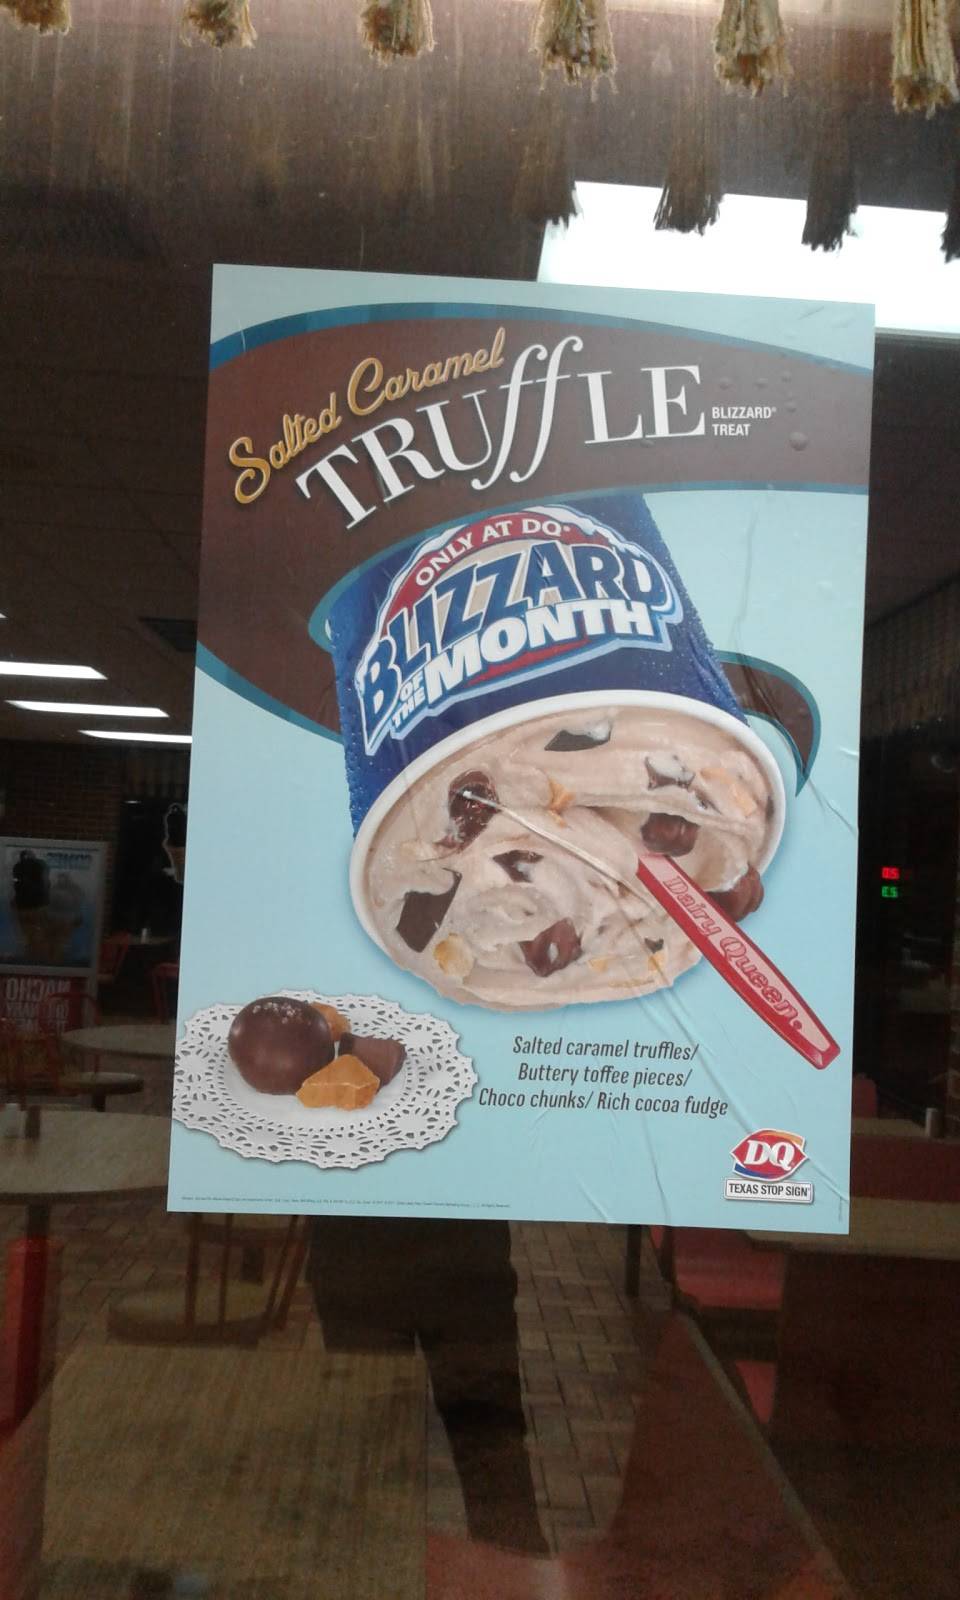 Salted Caramel
TRUffLE
BLIZZARD®
TREAT
ONLY AT DQ®
BLIZZARD
OF THE MONTH
Dairy Queen®
Salted caramel truffles/
Buttery toffee pieces/
Choco chunks/ Rich cocoa fudge
DQ
TEXAS STOP SIGN®
NACHO